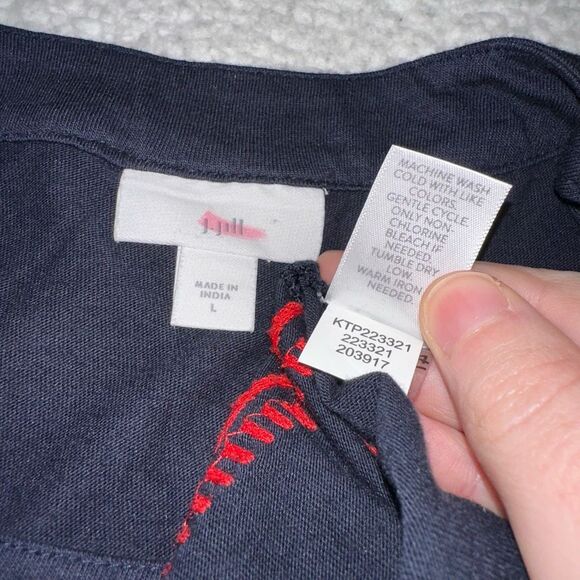 j.jill
MADE IN
INDIA
L
MACHINE WASH
COLD WITH LIKE
COLORS.
GENTLE CYCLE.
ONLY NON-
CHLORINE
BLEACH IF
NEEDED.
TUMBLE DRY
LOW.
WARM IRON IF
NEEDED.
KTP223321
223321
203917